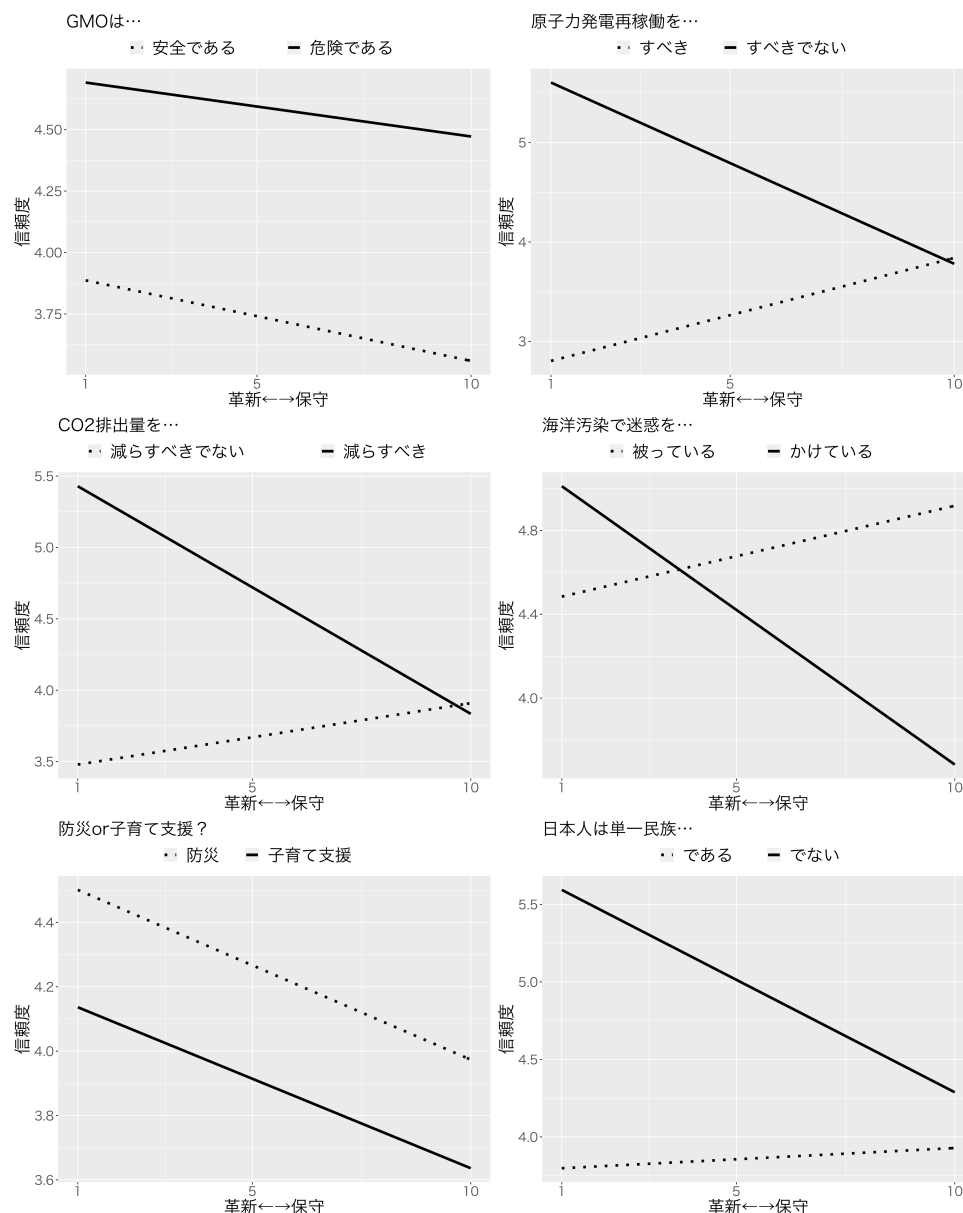 GMOは…
安全である 危険である
4.50
4.25
4.00
3.75
信頼度
1 5 10
革新←→保守
原子力発電再稼働を…
すべき すべきでない
5
4
3
信頼度
1 5 10
革新←→保守
CO2排出量を…
減らすべきでない 減らすべき
5.5
5.0
4.5
4.0
3.5
信頼度
1 5 10
革新←→保守
海洋汚染で迷惑を…
被っている かけている
4.8
4.4
4.0
信頼度
1 5 10
革新←→保守
防災or子育て支援？
防災 子育て支援
4.4
4.2
4.0
3.8
3.6
信頼度
1 5 10
革新←→保守
日本人は単一民族…
である でない
5.5
5.0
4.5
4.0
信頼度
1 5 10
革新←→保守